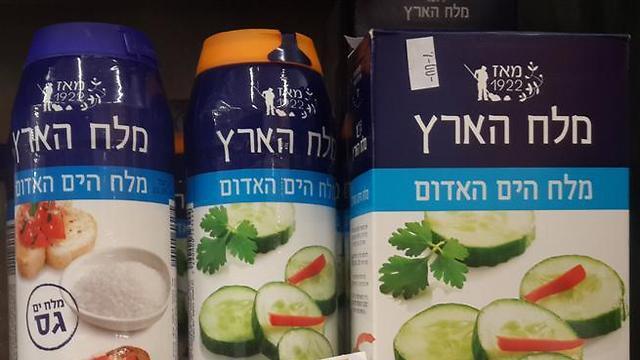 מלח הארץ
מאז
1922
מלח הארץ
מלח הים האדום
מלח ים
גס
מאז
1922
מלח הארץ
מלח הים האדום
מאז
1922
מלח הארץ
מלח הים האדום